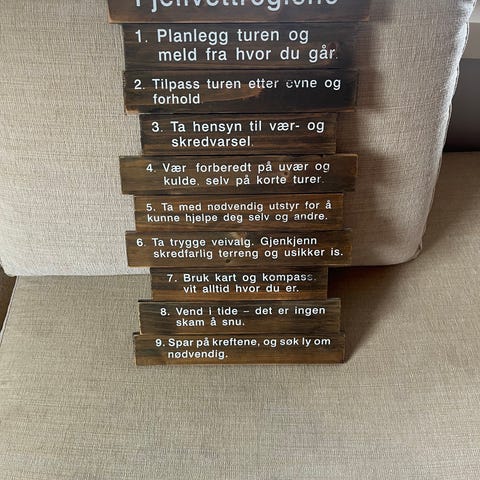 Fjellvettreglene
1. Planlegg turen og
meld fra hvor du går.
2. Tilpass turen etter evne og
forhold
3. Ta hensyn til vær- og
skredvarsel.
4. Vær forberedt på uvær og
kulde, selv på korte turer.
5. Ta med nødvendig utstyr for å
kunne hjelpe deg selv og andre.
6. Ta trygge veivalg. Gjenkjenn
skredfarlig terreng og usikker is.
7. Bruk kart og kompass.
vit alltid hvor du er.
8. Vend i tide – det er ingen
skam å snu.
9. Spar på kreftene, og søk ly om
nødvendig.